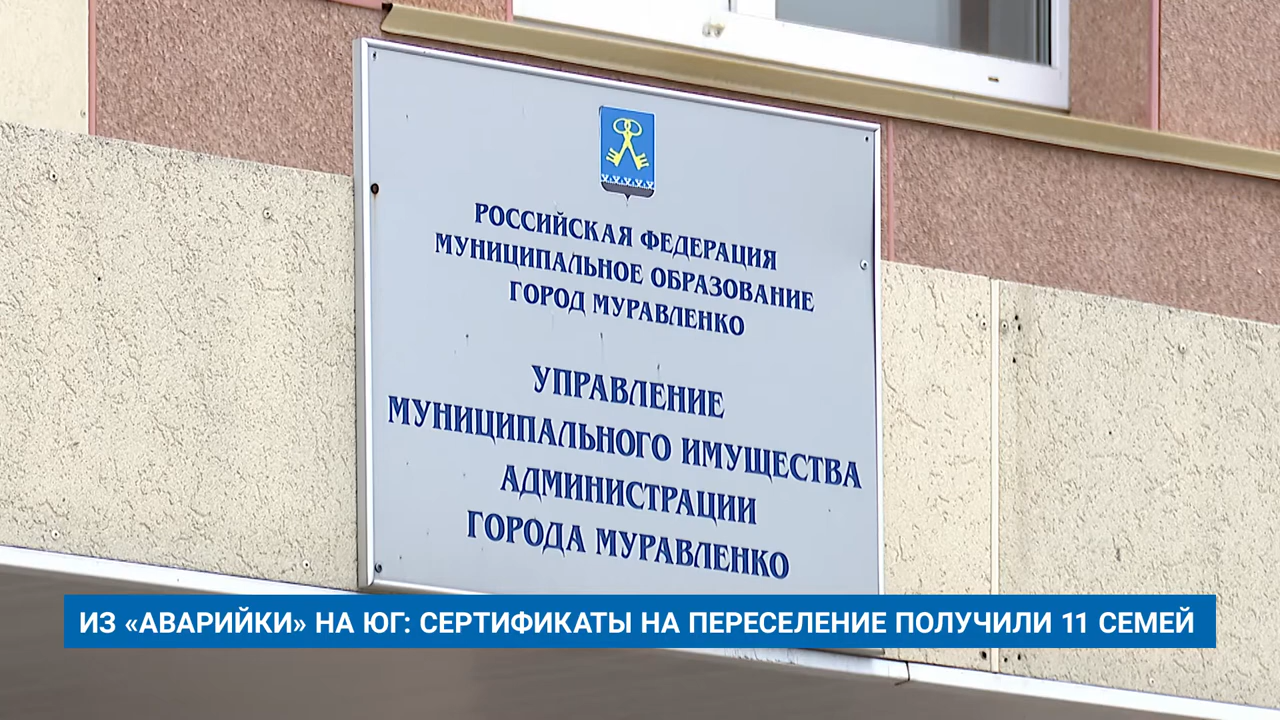 РОССИЙСКАЯ ФЕДЕРАЦИЯ
МУНИЦИПАЛЬНОЕ ОБРАЗОВАНИЕ
ГОРОД МУРАВЛЕНКО
УПРАВЛЕНИЕ
МУНИЦИПАЛЬНОГО ИМУЩЕСТВА
АДМИНИСТРАЦИИ
ГОРОДА МУРАВЛЕНКО
ИЗ «АВАРИЙКИ» НА ЮГ: СЕРТИФИКАТЫ НА ПЕРЕСЕЛЕНИЕ ПОЛУЧИЛИ 11 СЕМЕЙ